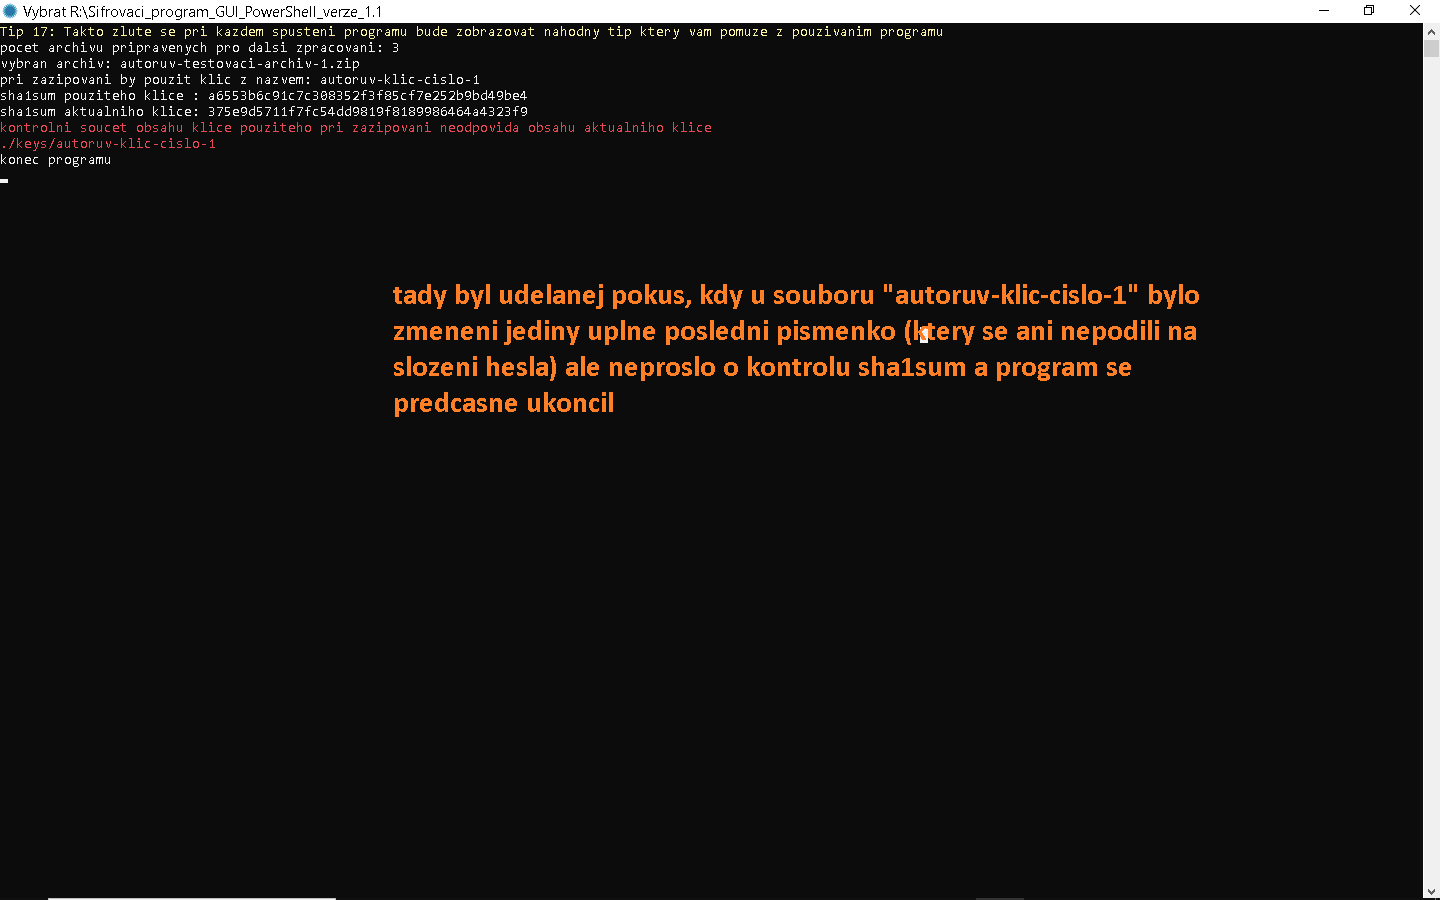 Vybrat R:\Sifrovaci_program_GUI_PowerShell_verze_1.1
Tip 17: Takto zlute se pri kazdem spusteni programu bude zobrazovat nahodny tip ktery vam pomuze z pouzivanim programu
pocet archivu pripravenych pro dalsi zpracovani: 3
vybran archiv: autoruv-testovaci-archiv-1.zip
pri zazipovani by pouzit klic z nazvem: autoruv-klic-cislo-1
sha1sum pouziteho klice : a6553b6c91c7c308352f3f85cf7e252b9bd49be4
sha1sum aktualniho klice: 375e9d5711f7fc54dd9819f8189986464a4323f9
kontrolni soucet obsahu klice pouziteho pri zazipovani neodpovida obsahu aktualniho klice
./keys/autoruv-klic-cislo-1
konec programu
tady byl udelanej pokus, kdy u souboru "autoruv-klic-cislo-1" bylo
zmeneni jediny uplne posledni pismenko (ktery se ani nepodili na
slozeni hesla) ale neproslo o kontrolu sha1sum a program se
predcasne ukoncil